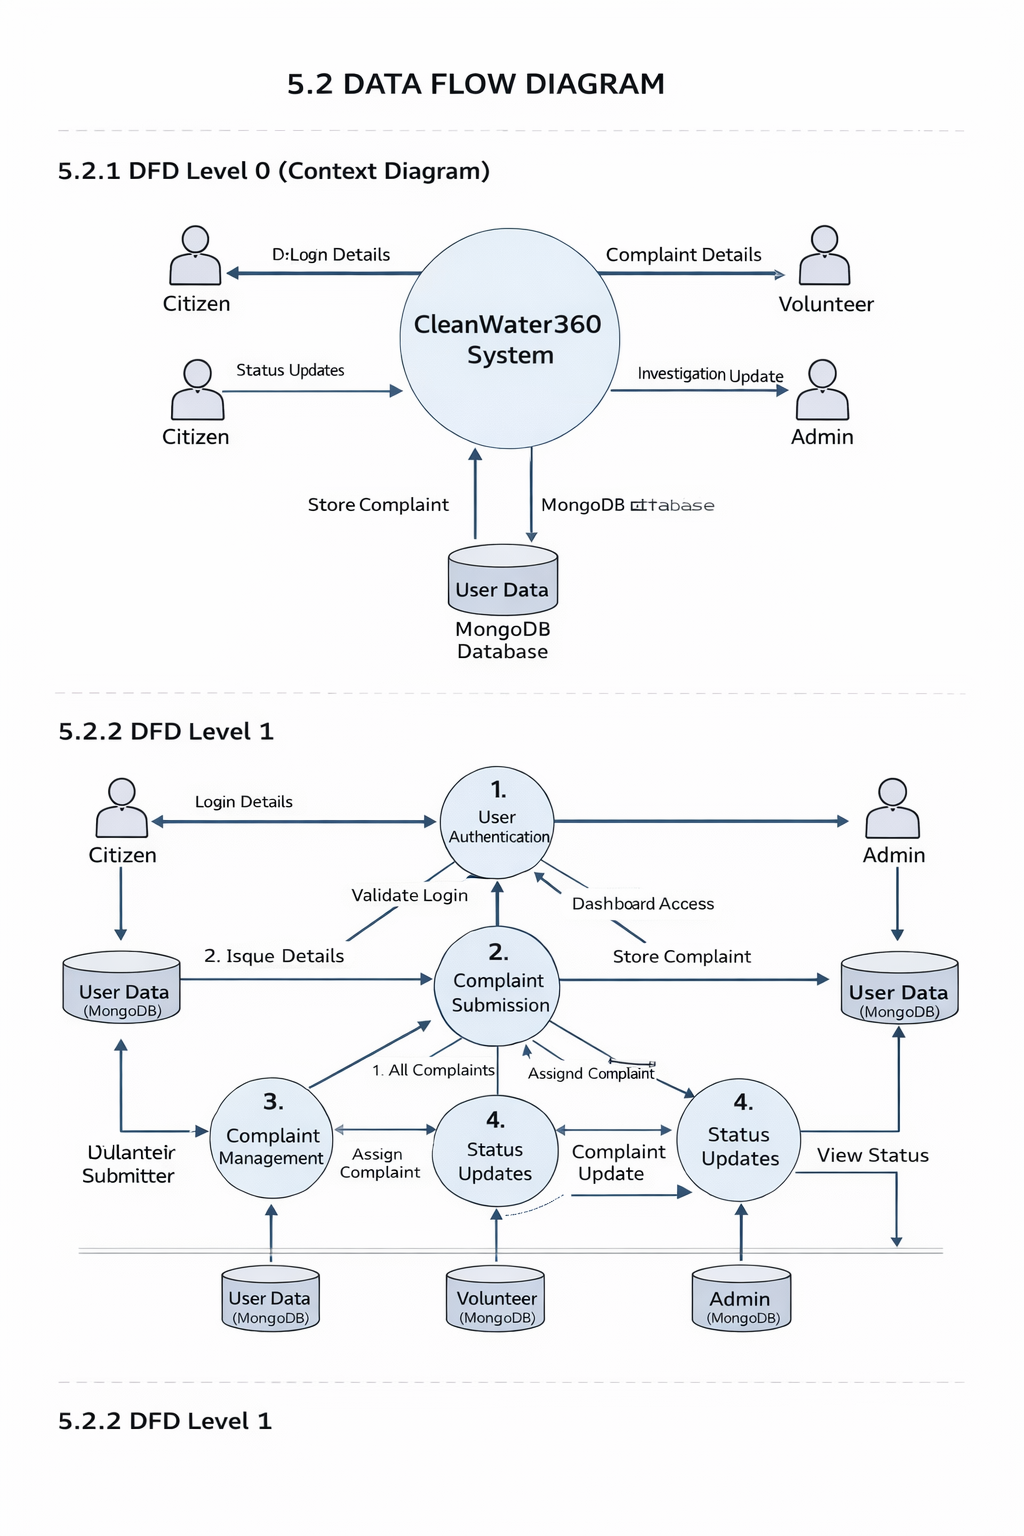 5.2 DATA FLOW DIAGRAM
5.2.1 DFD Level 0 (Context Diagram)
D:Login Details
Complaint Details
Citizen
Volunteer
CleanWater360
System
Status Updates
Investigation Update
Citizen
Admin
Store Complaint
MongoDB
User Data
MongoDB
Database
5.2.2 DFD Level 1
1.
Login Details
User
Authentication
Citizen
Admin
Validate Login
Dashboard Access
2.
2. Isque Details
Store Complaint
Complaint
Submission
User Data
(MongoDB)
User Data
(MongoDB)
1. All Complaints
Assignd Complaint
3.
4.
4.
Complaint
Management
Status
Updates
Status
Updates
Submitter
Assign
Complaint
Complaint
Update
View Status
User Data
(MongoDB)
Volunteer
(MongoDB)
Admin
(MongoDB)
5.2.2 DFD Level 1